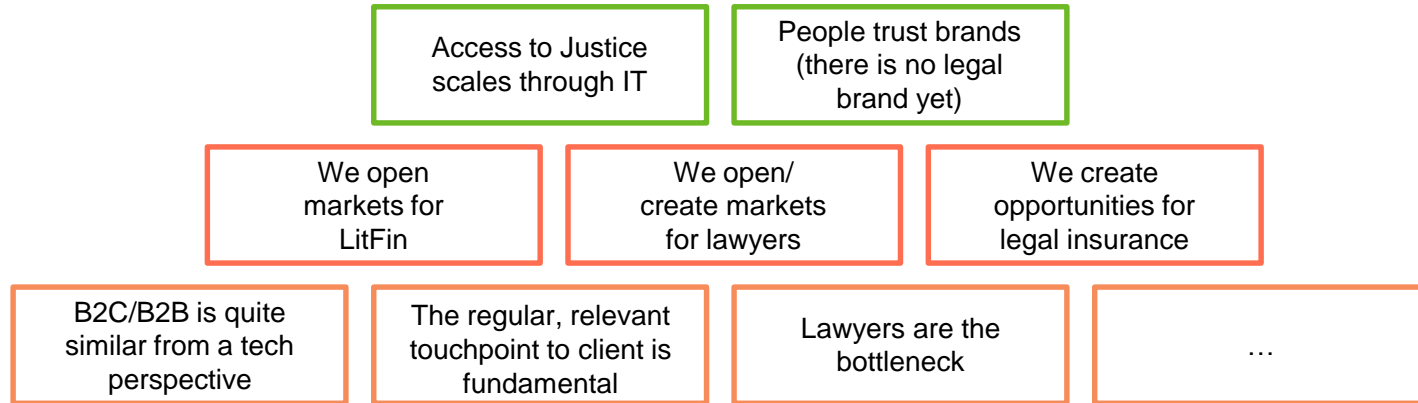 Access to Justice
scales through IT
People trust brands
(there is no legal
brand yet)
We open
markets for
LitFin
We open/
create markets
for lawyers
We create
opportunities for
legal insurance
B2C/B2B is quite
similar from a tech
perspective
The regular, relevant
touchpoint to client is
fundamental
Lawyers are the
bottleneck
…